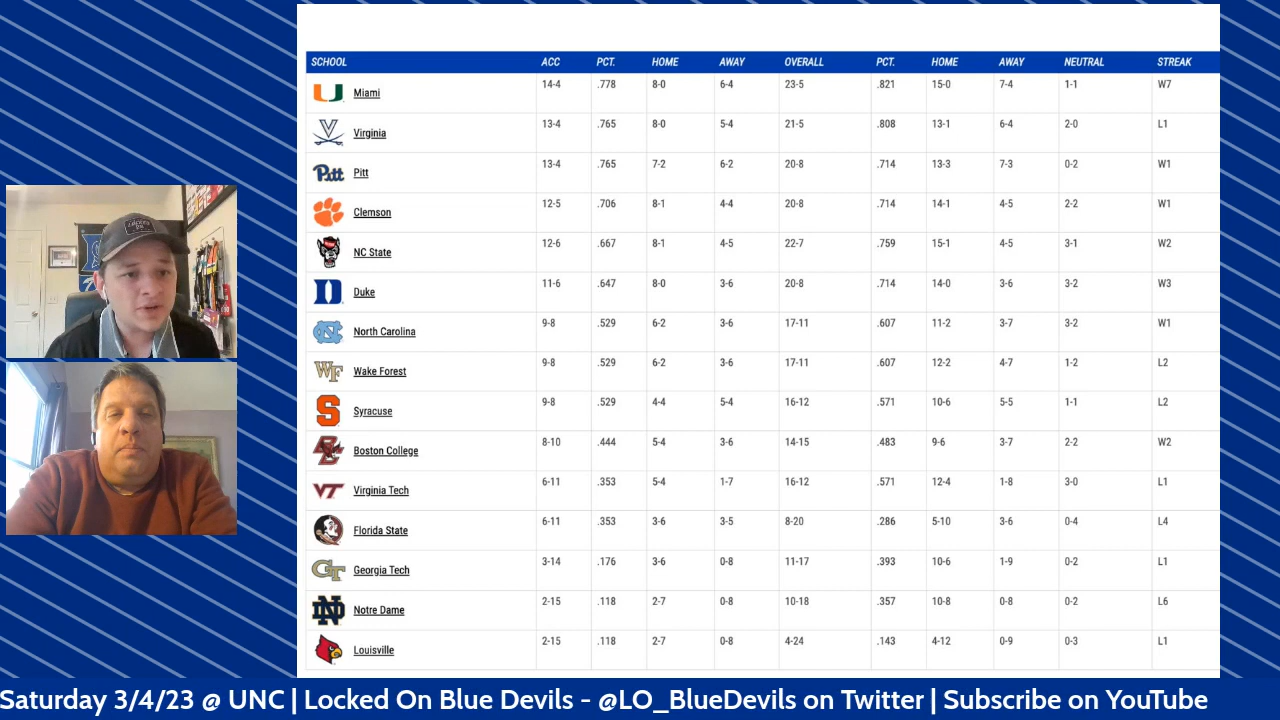 SCHOOL ACC PCT. HOME AWAY OVERALL PCT. HOME AWAY NEUTRAL STREAK
Miami 14-4 .778 8-0 6-4 23-5 .821 15-0 7-4 1-1 W7
Virginia 13-4 .765 8-0 5-4 21-5 .808 13-1 6-4 2-0 L1
Pitt Pitt 13-4 .765 7-2 6-2 20-8 .714 13-3 7-3 0-2 W1
Clemson 12-5 .706 8-1 4-4 20-8 .714 14-1 4-5 2-2 W1
NC State 12-6 .667 8-1 4-5 22-7 .759 15-1 4-5 3-1 W2
D Duke 11-6 .647 8-0 3-6 20-8 .714 14-0 3-6 3-2 W3
NC North Carolina 9-8 .529 6-2 3-6 17-11 .607 11-2 3-7 3-2 W1
WF Wake Forest 9-8 .529 6-2 3-6 17-11 .607 12-2 4-7 1-2 L2
S Syracuse 9-8 .529 4-4 5-4 16-12 .571 10-6 5-5 1-1 L2
Boston College 8-10 .444 5-4 3-6 14-15 .483 9-6 3-7 2-2 W2
VT Virginia Tech 6-11 .353 5-4 1-7 16-12 .571 12-4 1-8 3-0 L1
Florida State 6-11 .353 3-6 3-5 8-20 .286 5-10 3-6 0-4 L4
GT Georgia Tech 3-14 .176 3-6 0-8 11-17 .393 10-6 1-9 0-2 L1
ND Notre Dame 2-15 .118 2-7 0-8 10-18 .357 10-8 0-8 0-2 L6
Louisville 2-15 .118 2-7 0-8 4-24 .143 4-12 0-9 0-3 L1
Saturday 3/4/23 @ UNC | Locked On Blue Devils - @LO_BlueDevils on Twitter | Subscribe on YouTube